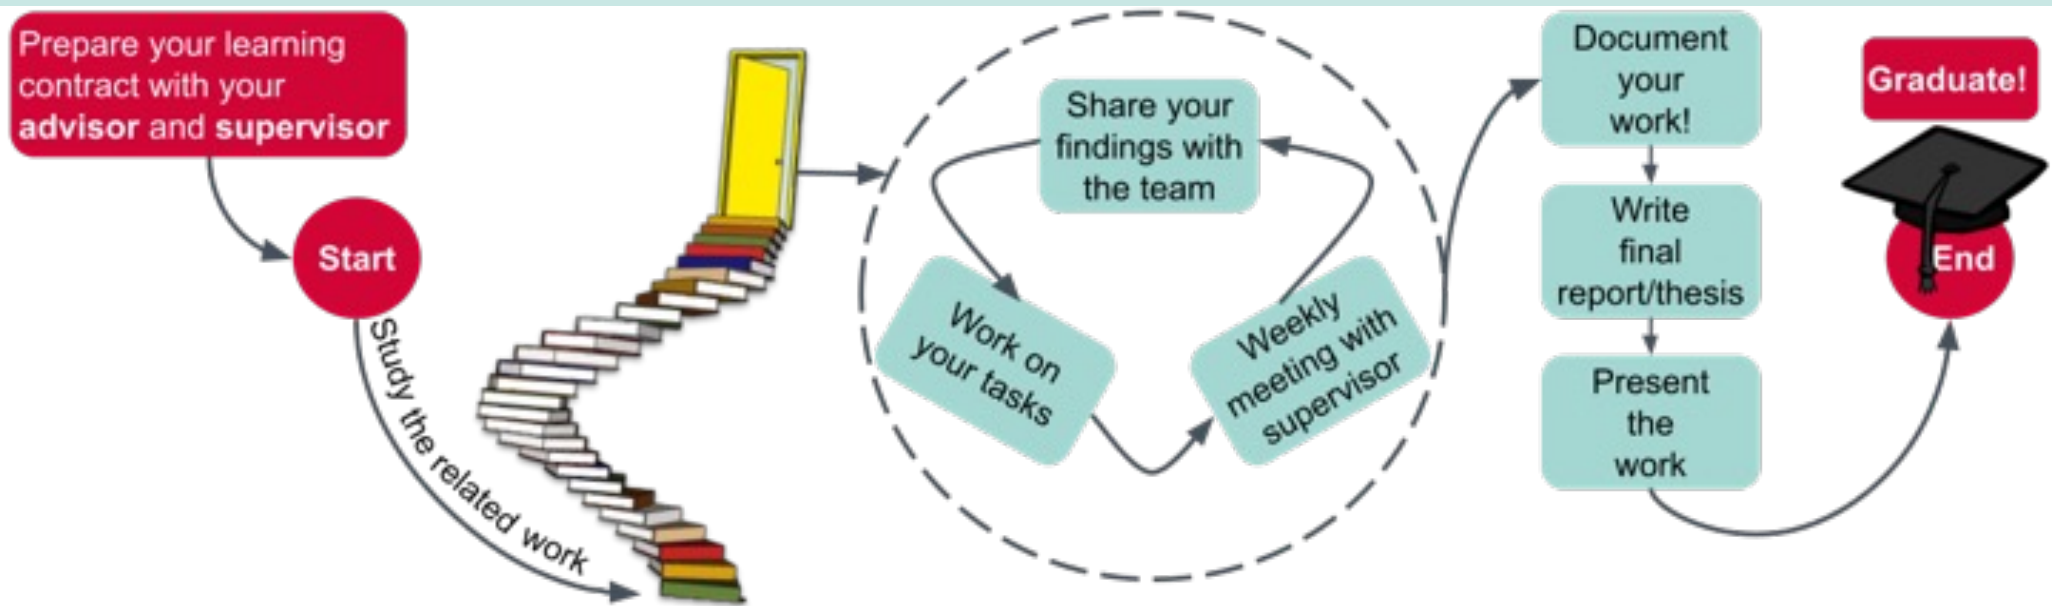 Prepare your learning
contract with your
advisor and supervisor
Start
Study the related work
Share your
findings with
the team
Work on
your tasks
Weekly
meeting with
supervisor
Document
your
work!
Write
final
report/thesis
Present
the
work
Graduate!
End